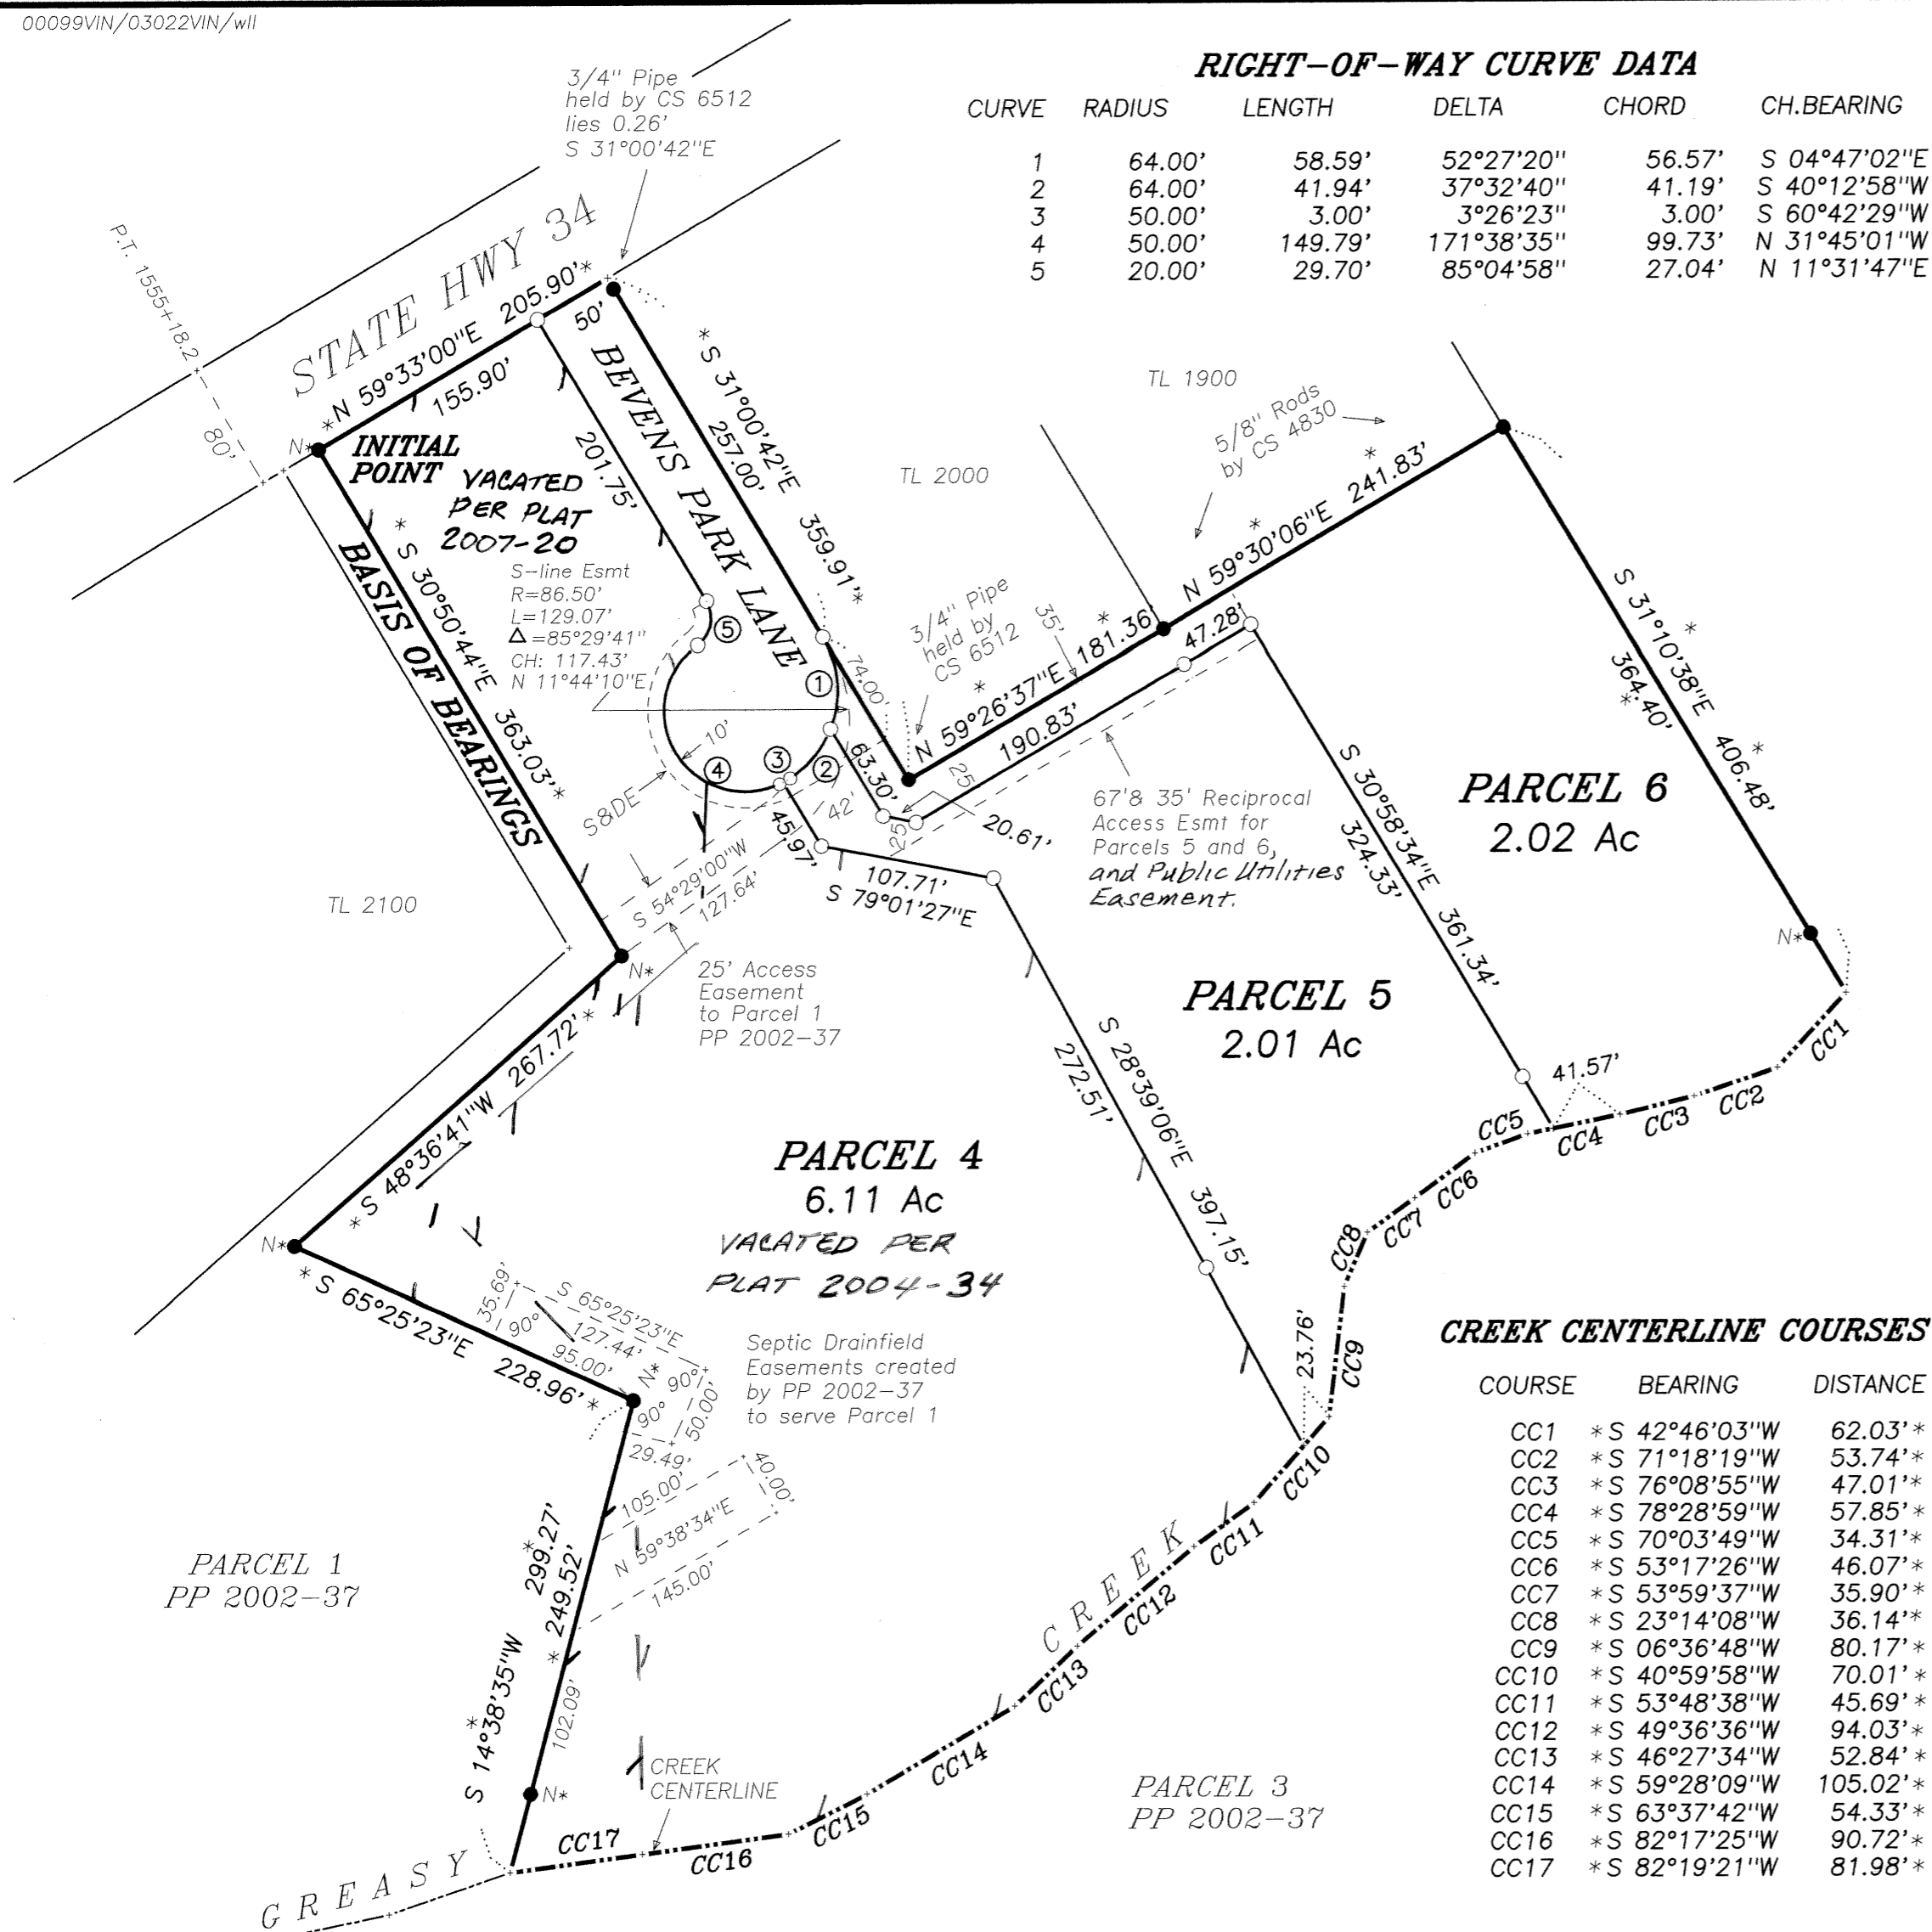 00099VIN/03022VIN/wll
3/4" Pipe
held by CS 6512
lies 0.26'
S 31°00'42"E
RIGHT-OF-WAY CURVE DATA
CURVE RADIUS LENGTH DELTA CHORD CH.BEARING
1 64.00' 58.59' 52°27'20" 56.57' S 04°47'02"E
2 64.00' 41.94' 37°32'40" 41.19' S 40°12'58"W
3 50.00' 3.00' 3°26'23" 3.00' S 60°42'29"W
4 50.00' 149.79' 171°38'35" 99.73' N 31°45'01"W
5 20.00' 29.70' 85°04'58" 27.04' N 11°31'47"E
P.T. 1555+18.2
80'
STATE HWY 34
*N 59°33'00"E 205.90'*
155.90'
50'
N*
INITIAL
POINT
VACATED
PER PLAT
2007-20
BEVENS PARK LANE
201.75'
* S 31°00'42"E 359.91'*
257.00'
74.00'
TL 2000
TL 1900
5/8" Rods
by CS 4830
S-line Esmt
R=86.50'
L=129.07'
Δ=85°29'41"
CH: 117.43'
N 11°44'10"E
* S 30°50'44"E 363.03'*
BASIS OF BEARINGS
5
1
2
3
4
10'
S&DE
63.30'
42'
45.97'
25'
25'
20.61'
3/4" Pipe
held by
CS 6512
35'
N 59°26'37"E 181.36'
* *
190.83'
47.28'
N 59°30'06"E 241.83'
* *
67'& 35' Reciprocal
Access Esmt for
Parcels 5 and 6,
and Public Utilities
Easement.
S 31°10'38"E 406.48'
* *
364.40'
*
N*
PARCEL 6
2.02 Ac
S 30°58'34"E 361.34'
324.33'
107.71'
S 79°01'27"E
S 54°29'00"W
127.64'
TL 2100
N*
25' Access
Easement
to Parcel 1
PP 2002-37
PARCEL 5
2.01 Ac
S 28°39'06"E 397.15'
272.51'
* S 48°36'41"W 267.72'*
PARCEL 4
6.11 Ac
VACATED PER
PLAT 2004-34
41.57'
CC1
CC2
CC3
CC4
CC5
CC6
CC7
CC8
CC9
23.76'
CC10
CC11
CC12
CC13
CC14
CC15
CC16
CC17
N*
* S 65°25'23"E 228.96'*
35.69'
90°
S 65°25'23"E
127.44'
95.00'
N*
90°
90°
50.00'
29.49'
Septic Drainfield
Easements created
by PP 2002-37
to serve Parcel 1
105.00'
40.00'
N 59°38'34"E
145.00'
S 14°38'35"W 299.27'
* *
* 249.52'
102.09'
N*
PARCEL 1
PP 2002-37
CREEK
CENTERLINE
GREASY
CREEK
PARCEL 3
PP 2002-37
CREEK CENTERLINE COURSES
COURSE BEARING DISTANCE
CC1 *S 42°46'03"W 62.03'*
CC2 *S 71°18'19"W 53.74'*
CC3 *S 76°08'55"W 47.01'*
CC4 *S 78°28'59"W 57.85'*
CC5 *S 70°03'49"W 34.31'*
CC6 *S 53°17'26"W 46.07'*
CC7 *S 53°59'37"W 35.90'*
CC8 *S 23°14'08"W 36.14'*
CC9 *S 06°36'48"W 80.17'*
CC10 *S 40°59'58"W 70.01'*
CC11 *S 53°48'38"W 45.69'*
CC12 *S 49°36'36"W 94.03'*
CC13 *S 46°27'34"W 52.84'*
CC14 *S 59°28'09"W 105.02'*
CC15 *S 63°37'42"W 54.33'*
CC16 *S 82°17'25"W 90.72'*
CC17 *S 82°19'21"W 81.98'*